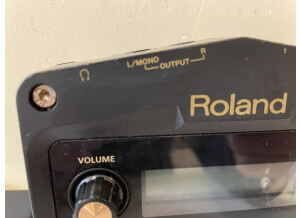 L/MONO
R
OUTPUT
Roland
VOLUME